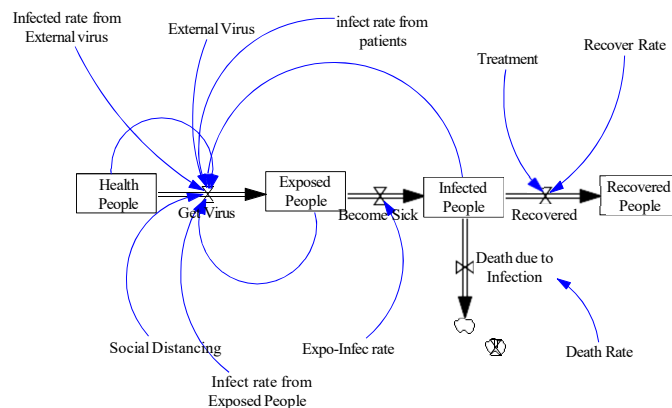 Infected rate from
External virus
External Virus
infect rate from
patients
Treatment
Recover Rate
Health
People
Get Virus
Exposed
People
Become Sick
Infected
People
Recovered
Recovered
People
Death due to
Infection
Social Distancing
Infect rate from
Exposed People
Expo-Infec rate
Death Rate